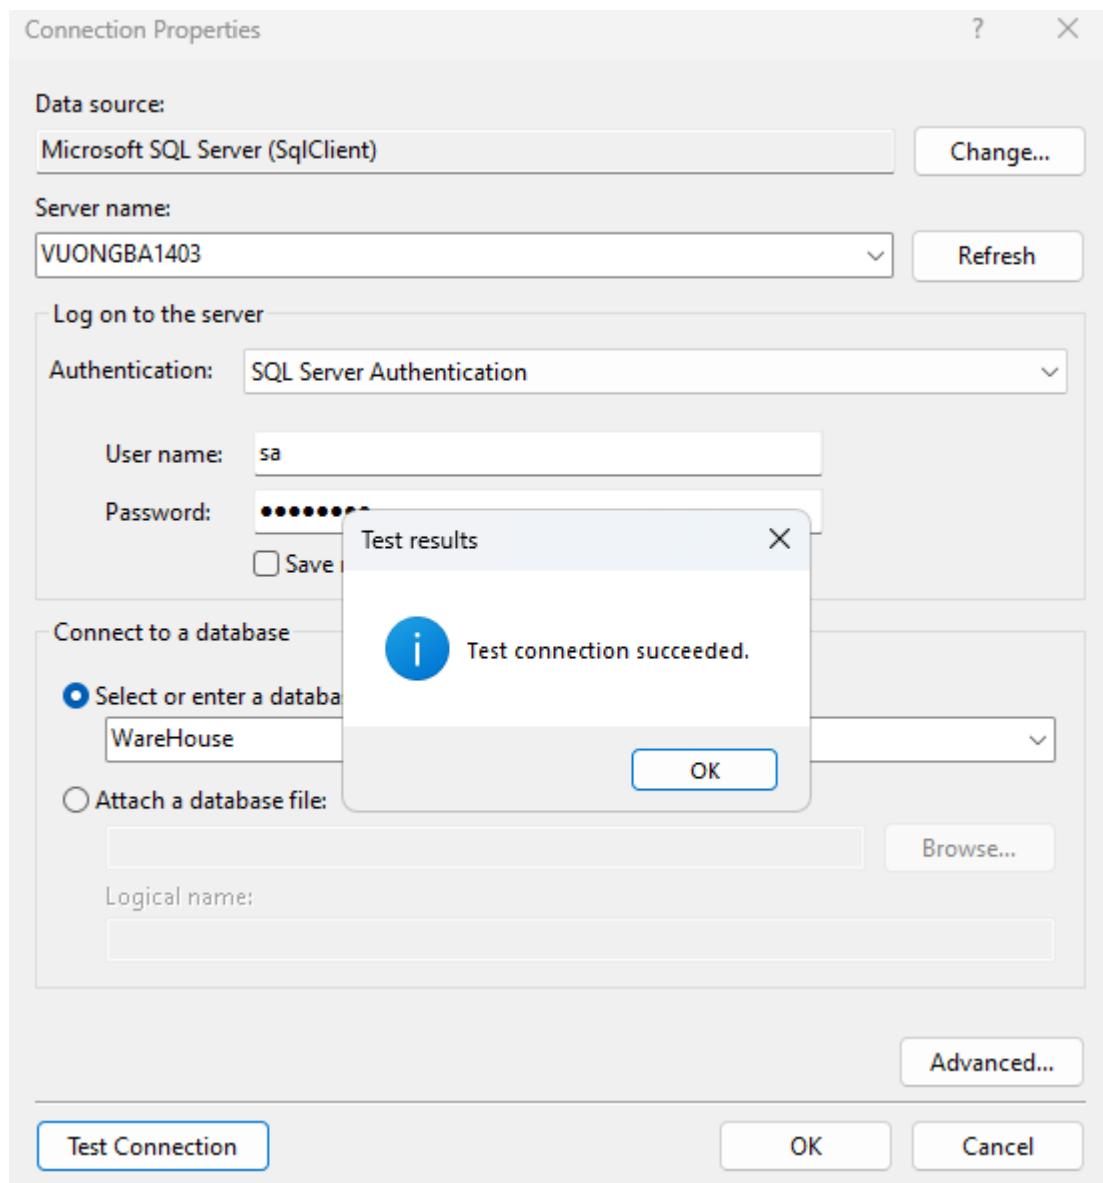 Connection Properties ?
Data source:
Microsoft SQL Server (SqlClient) Change...
Server name:
VUONGBA1403 Refresh
Log on to the server
Authentication: SQL Server Authentication
User name: sa
Password: ••••••••
Save
Test results
Test connection succeeded.
OK
Connect to a database
Select or enter a
WareHouse
Attach a database file:
Browse...
Logical name:
Advanced...
Test Connection OK Cancel